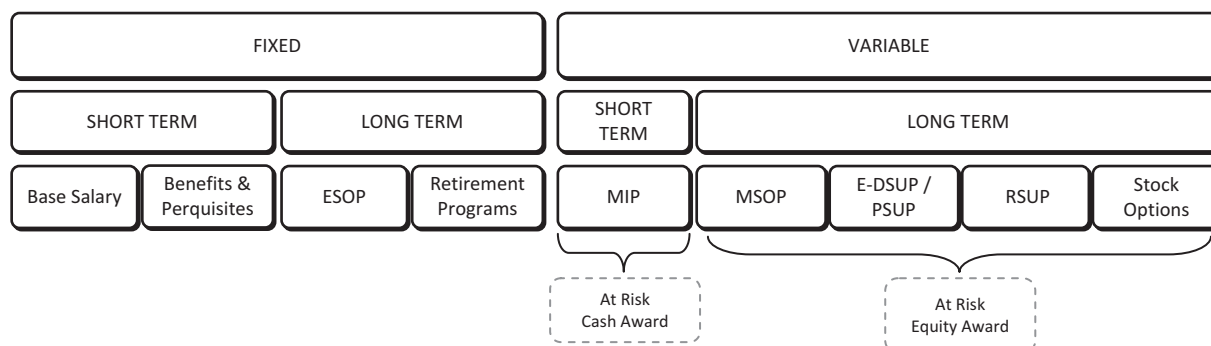 FIXED
VARIABLE
SHORT TERM
LONG TERM
SHORT
TERM
LONG TERM
Base Salary
Benefits &
Perquisites
ESOP
Retirement
Programs
MIP
MSOP
E-DSUP /
PSUP
RSUP
Stock
Options
At Risk
Cash Award
At Risk
Equity Award